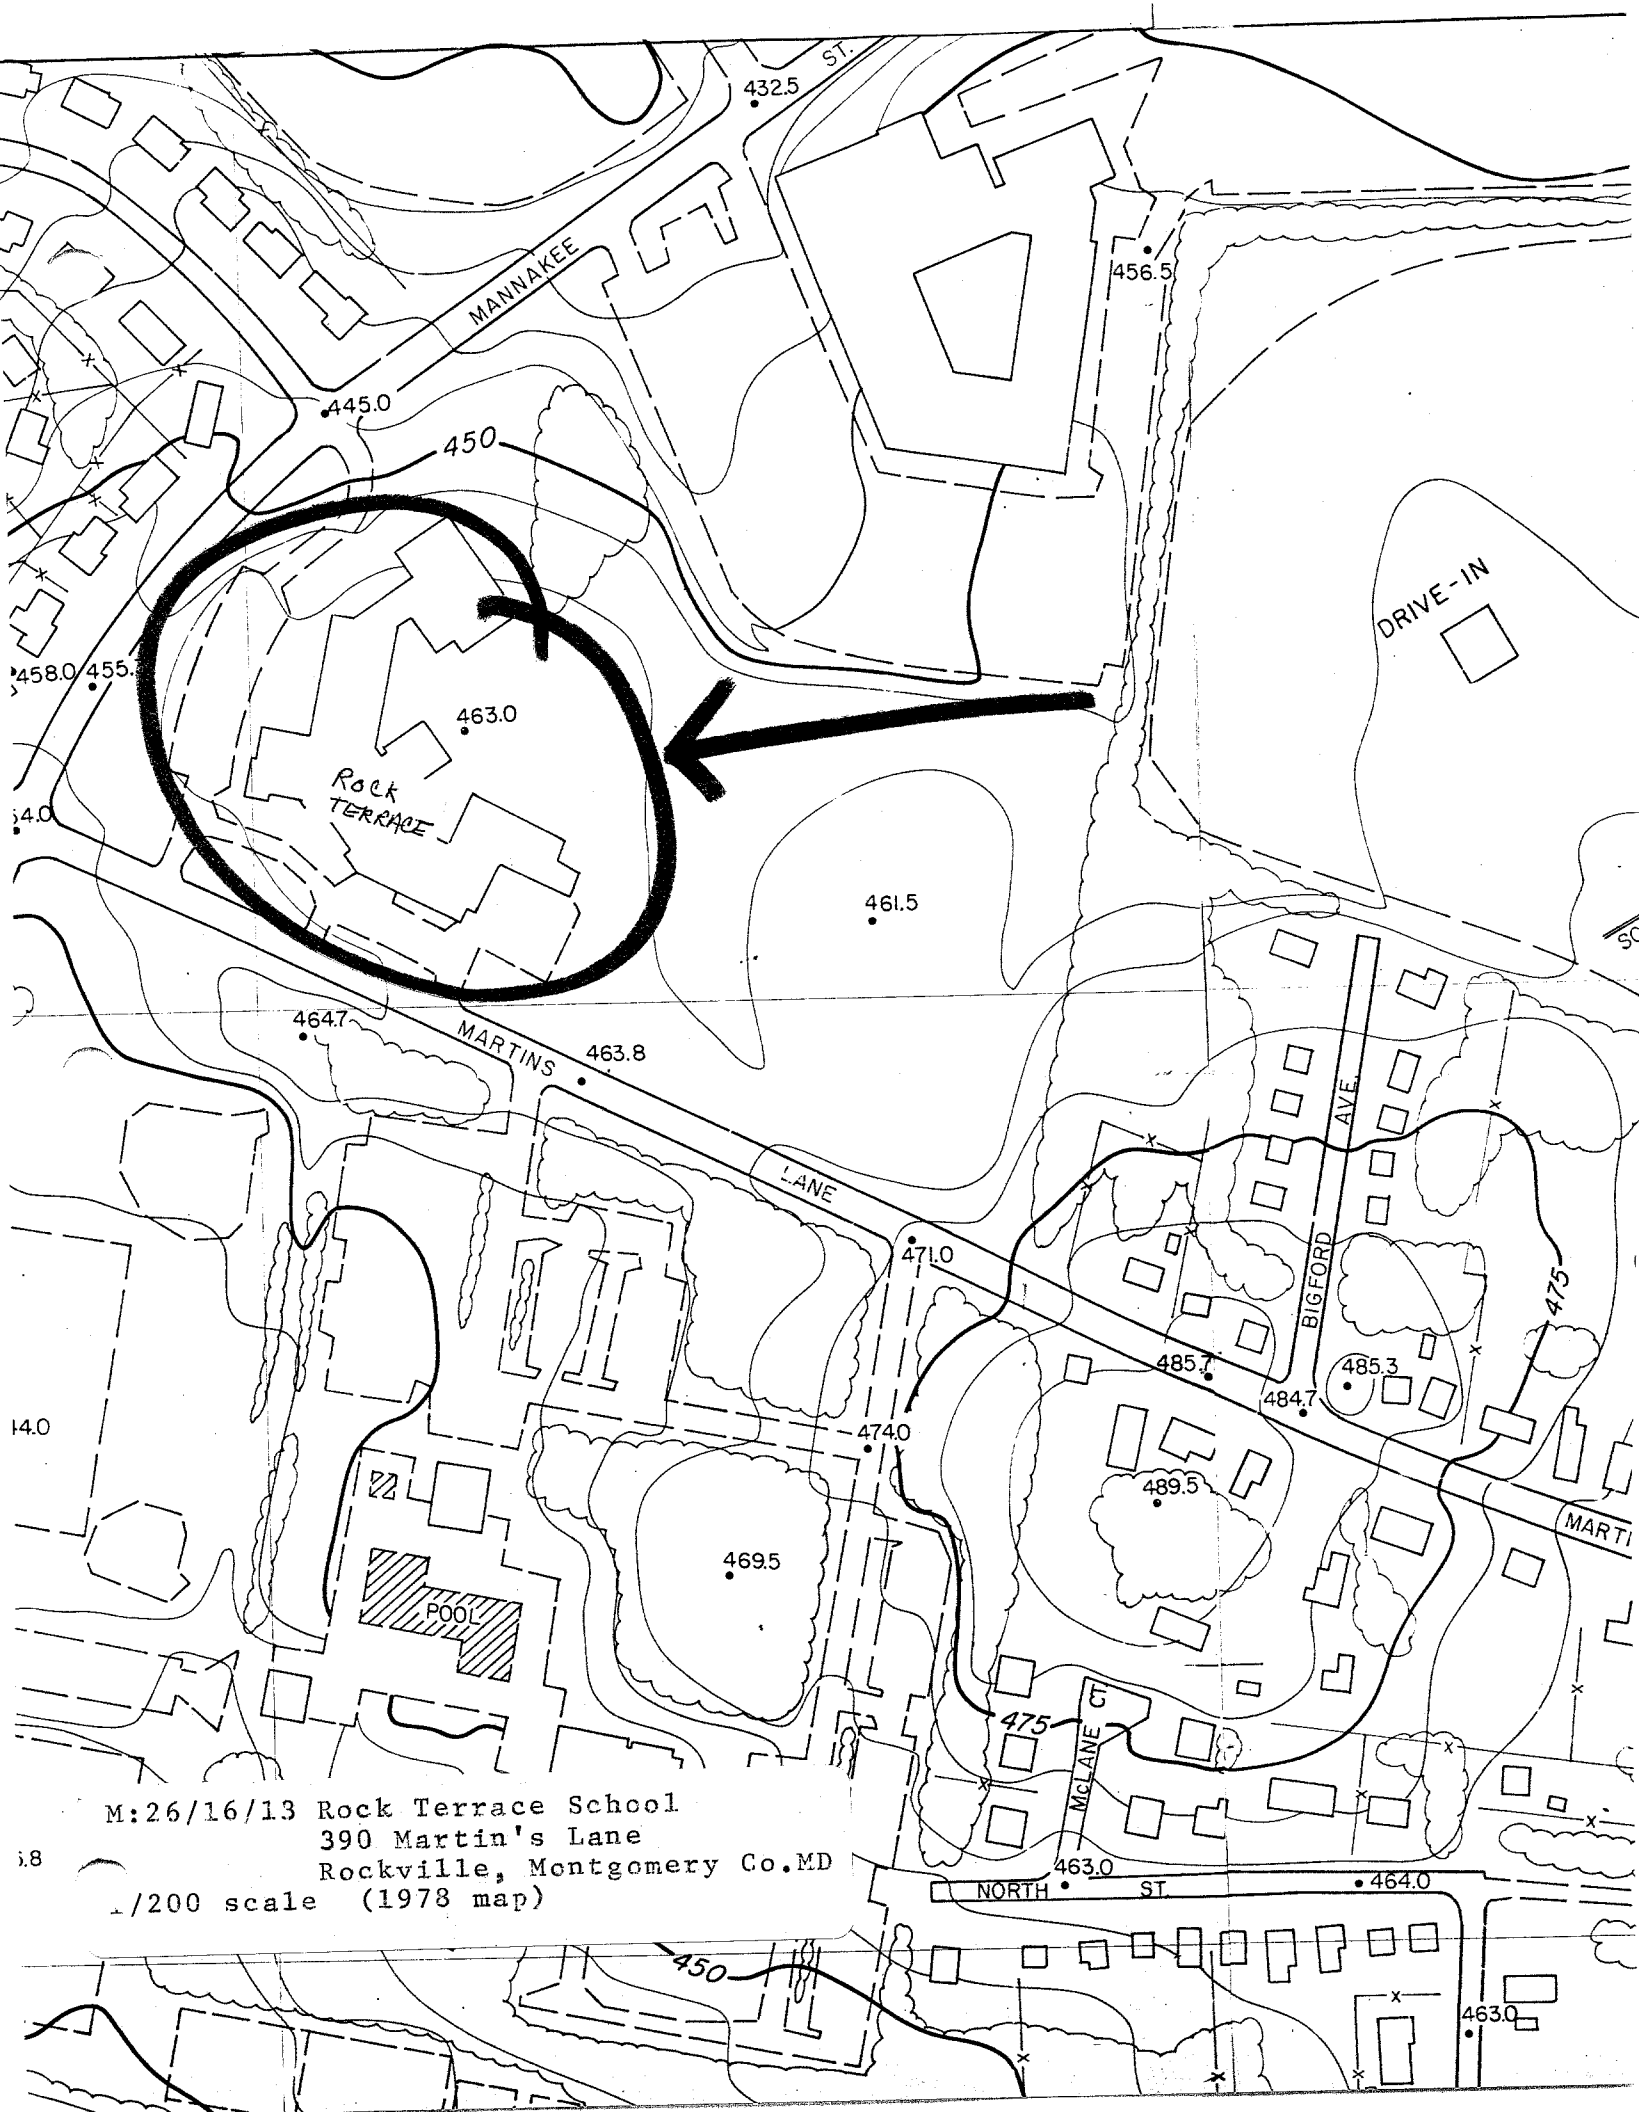 ST.
432.5
MANNAKEE
456.5
445.0
450
DRIVE-IN
458.0
455.
463.0
ROCK
TERRACE
54.0
461.5
464.7
MARTINS
463.8
LANE
AVE.
471.0
BIGFORD
475
485.7
485.3
484.7
474.0
14.0
489.5
MARTI
469.5
POOL
475
McLANE CT.
M:26/16/13 Rock Terrace School
390 Martin's Lane
Rockville, Montgomery Co.MD
1/200 scale (1978 map)
5.8
463.0
464.0
NORTH ST.
450
463.0